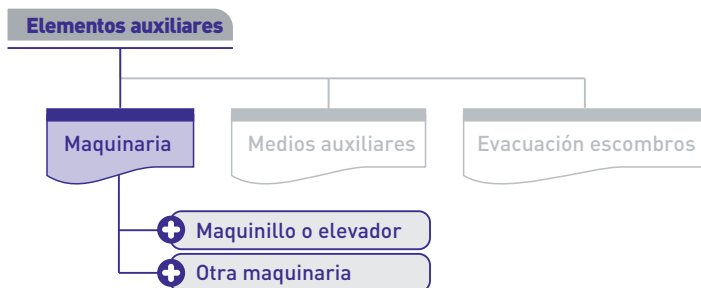 Elementos auxiliares
Maquinaria
Medios auxiliares
Evacuación escombros
Maquinillo o elevador
Otra maquinaria